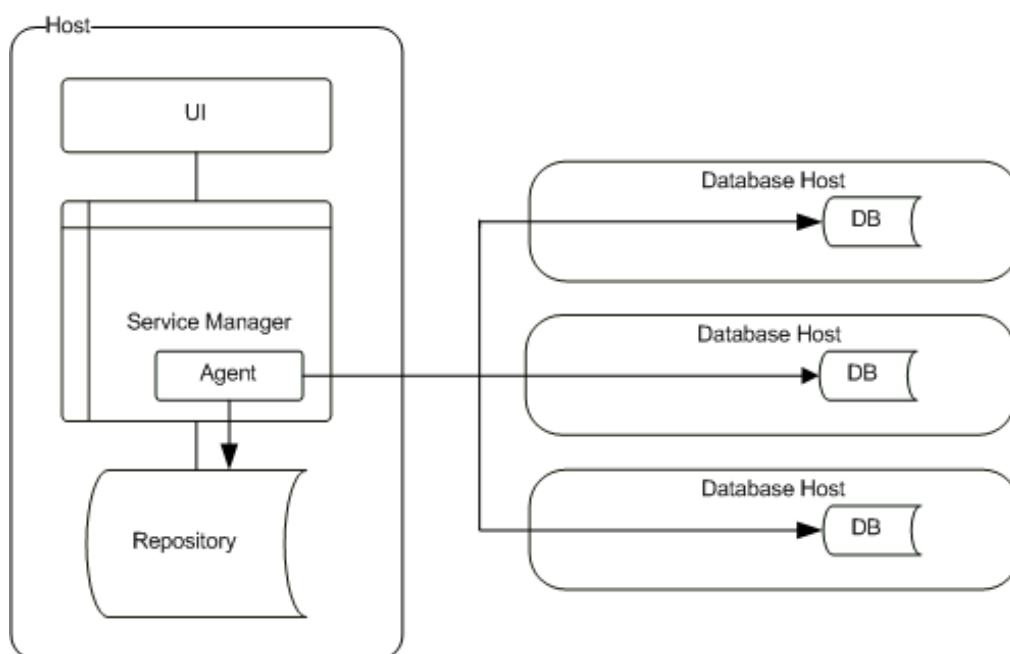 Host
UI
Service Manager
Agent
Repository
Database Host
DB
Database Host
DB
Database Host
DB